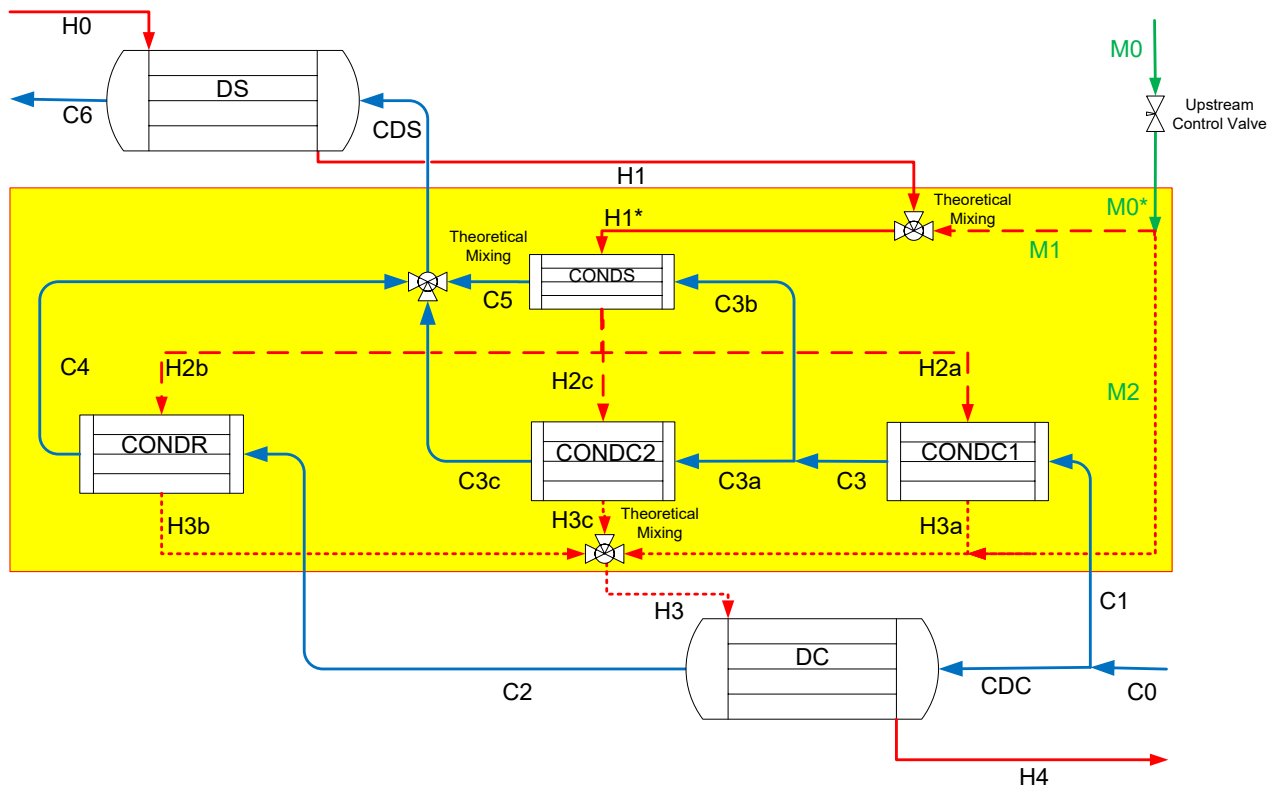 H0
M0
DS
Upstream
Control Valve
C6
CDS
H1
Theoretical
Mixing
M0*
H1*
M1
Theoretical
Mixing
CONDS
C5
C3b
C4
H2b
H2c
H2a
M2
CONDR
CONDC2
CONDC1
C3c
C3a
C3
H3b
H3c
Theoretical
Mixing
H3a
H3
C1
DC
C2
CDC
C0
H4